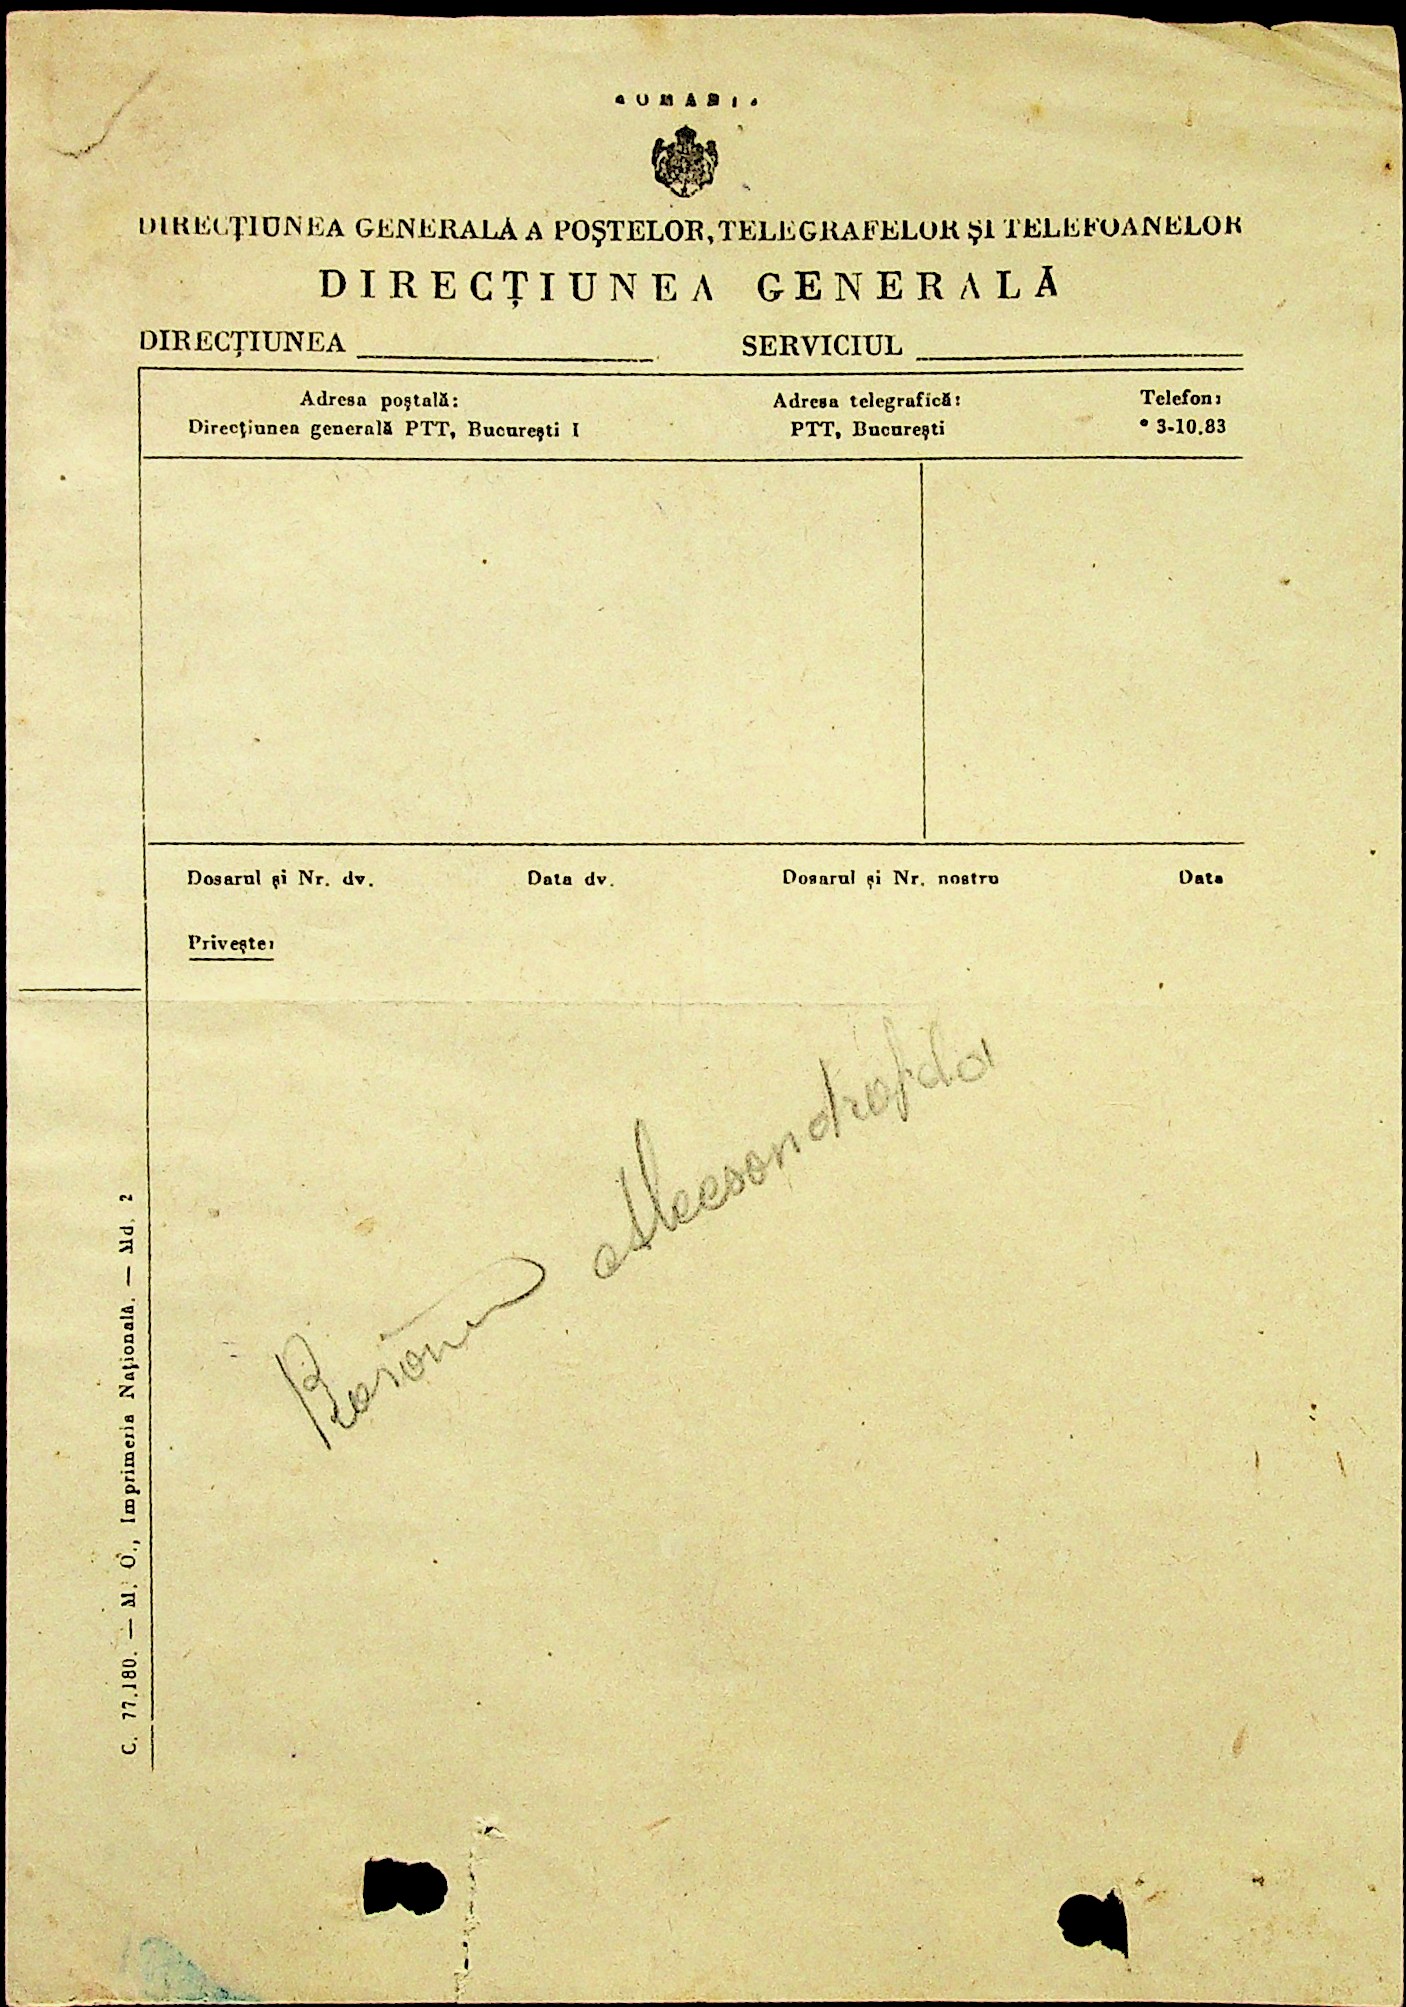 ROMANIA
DIRECȚIUNEA GENERALĂ A POȘTELOR, TELEGRAFELOR ȘI TELEFOANELOR
DIRECȚIUNEA GENERALĂ
DIRECȚIUNEA SERVICIUL
Adresa poștală: Adresa telegrafică: Telefon:
Direcțiunea generală PTT, București I PTT, București * 3-10.83
Dosarul și Nr. dv. Data dv. Dosarul și Nr. nostru Data
Privește:
C. 77.180. — M. O., Imprimeria Națională. — Md. 2